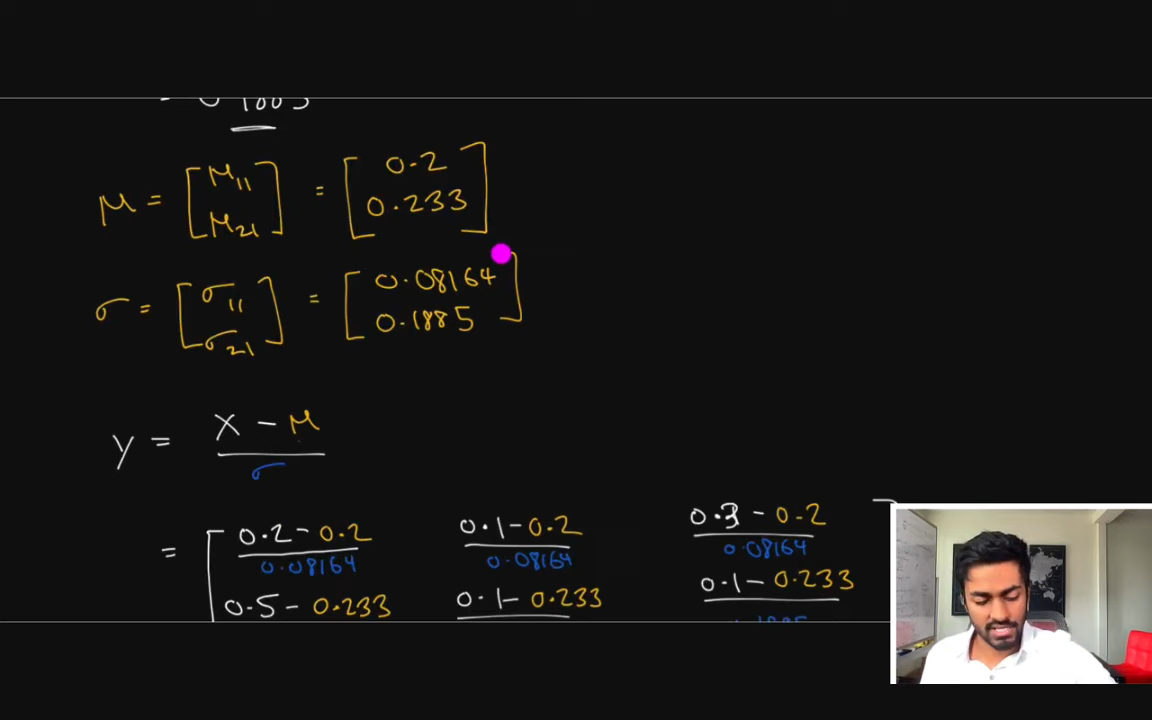 μ = [μ11 μ21] = [0.2 0.233]
σ = [σ11 σ21] = [0.08164 0.1885]
y = X - μ / σ
= [ 0.2 - 0.2 / 0.08164   0.1 - 0.2 / 0.08164   0.3 - 0.2 / 0.08164 ]
0.5 - 0.233   0.1 - 0.233   0.1 - 0.233